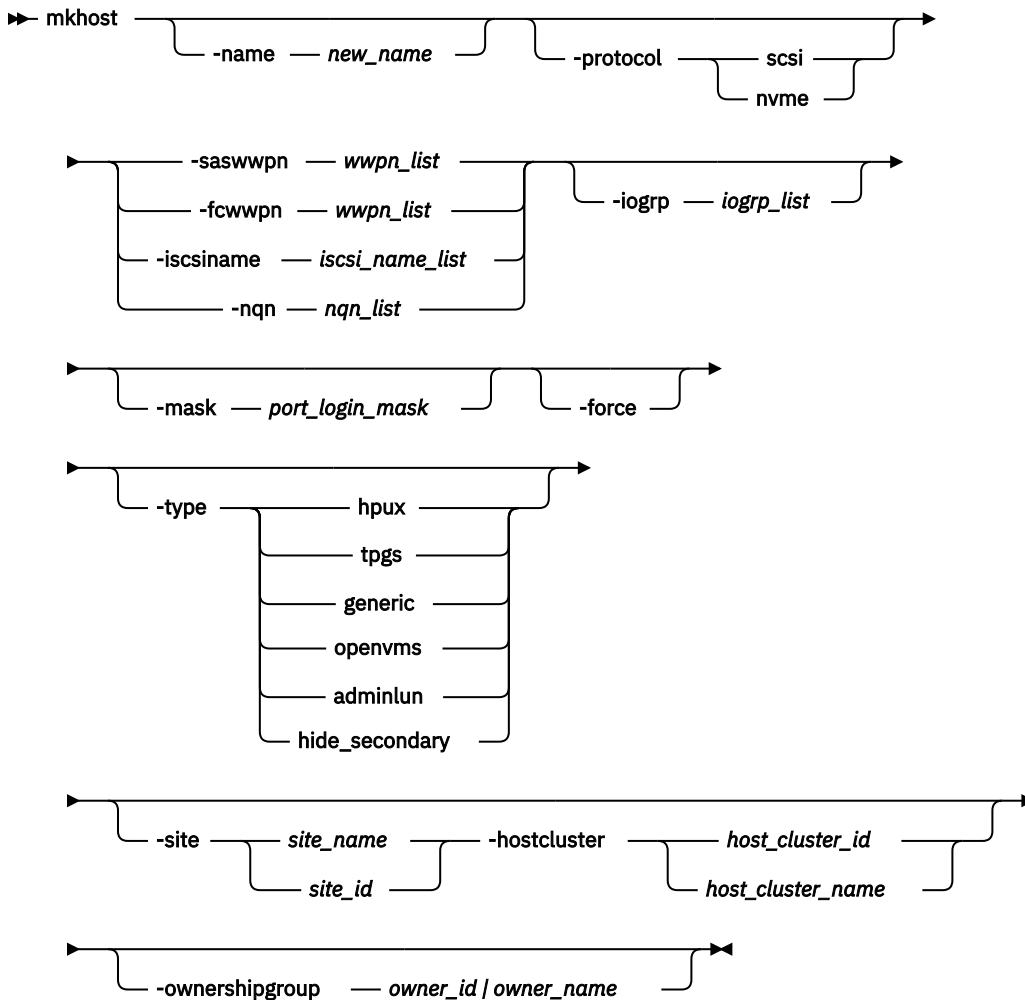 mkhost
-name new_name -protocol scsi
nvme
-saswwpn wwpn_list
-fcwwpn wwpn_list -iogrp iogrp_list
-iscsiname iscsi_name_list
-nqn nqn_list
-mask port_login_mask -force
-type hpux
tpgs
generic
openvms
adminlun
hide_secondary
-site site_name -hostcluster host_cluster_id
site_id host_cluster_name
-ownershipgroup owner_id / owner_name